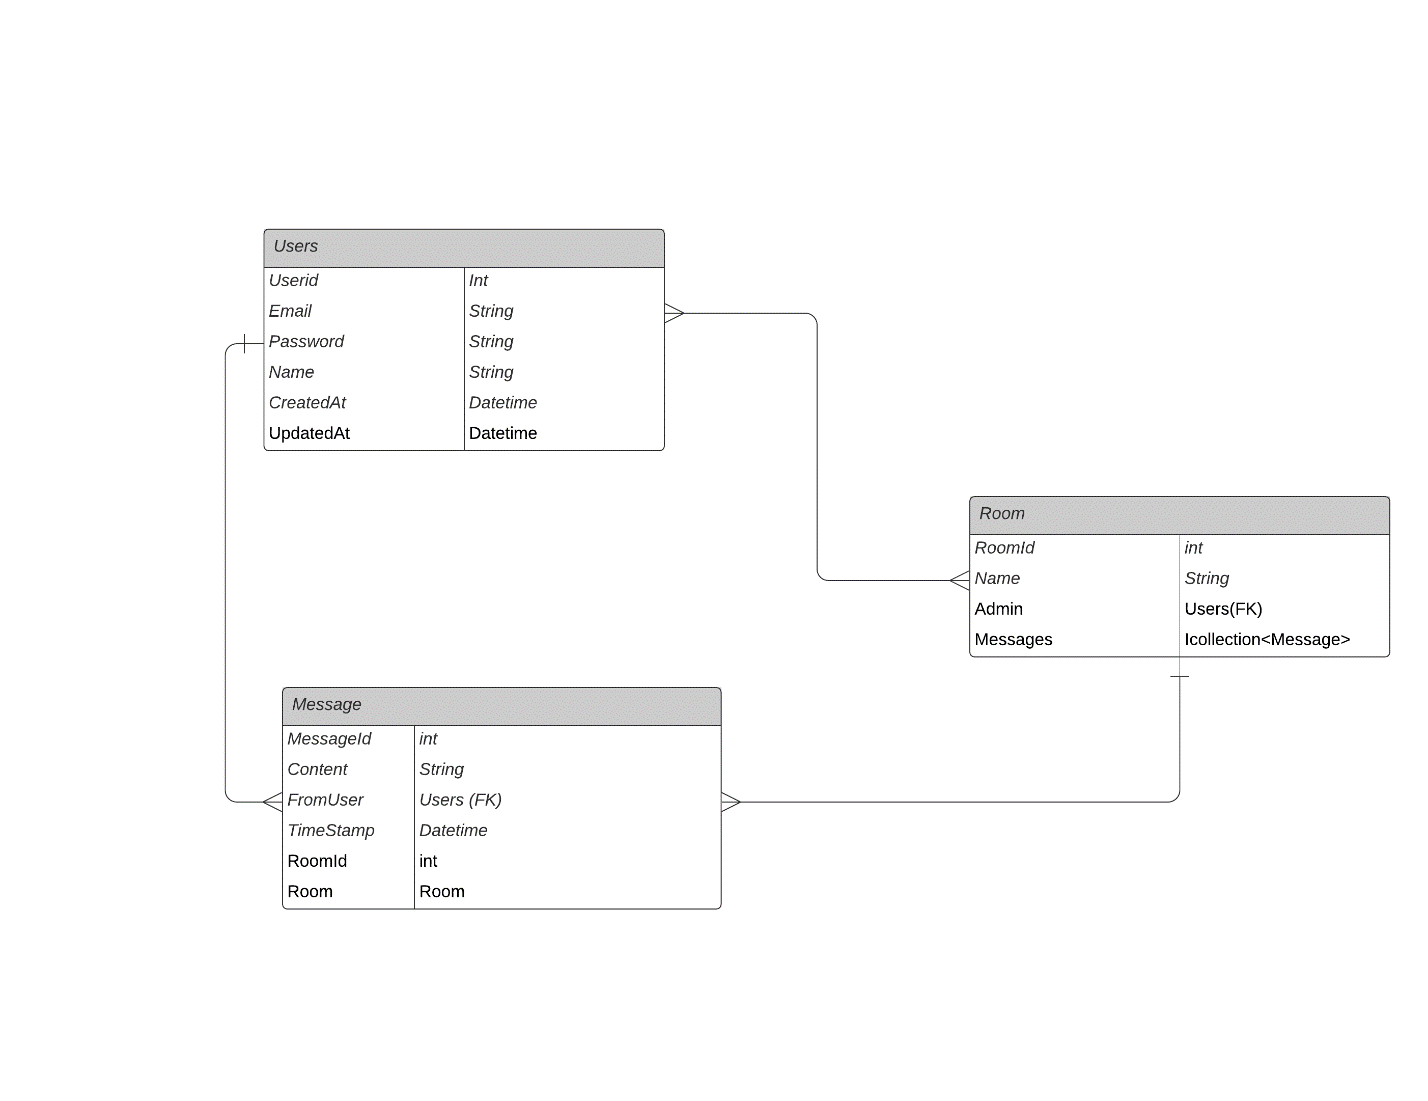 Users
Userid Int
Email String
Password String
Name String
CreatedAt Datetime
UpdatedAt Datetime
Room
RoomId int
Name String
Admin Users(FK)
Messages Icollection<Message>
Message
MessageId int
Content String
FromUser Users (FK)
TimeStamp Datetime
RoomId int
Room Room